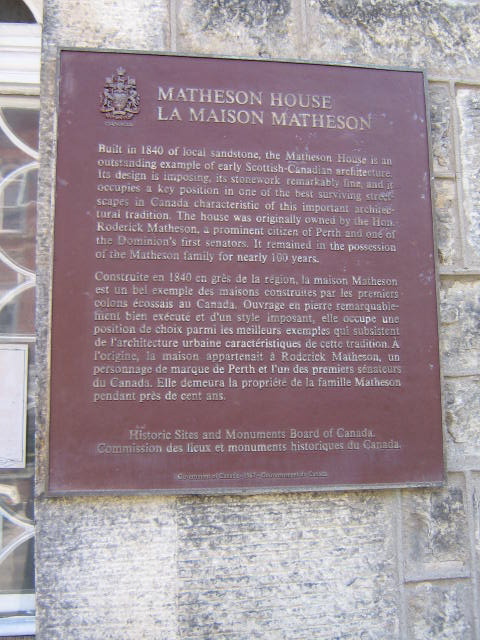 CANADA
MATHESON HOUSE
LA MAISON MATHESON
Built in 1840 of local sandstone, the Matheson House is an
outstanding example of early Scottish-Canadian architecture.
Its design is imposing, its stonework remarkably fine, and it
occupies a key position in one of the best surviving street
scapes in Canada characteristic of this important architec-
tural tradition. The house was originally owned by the Hon.
Roderick Matheson, a prominent citizen of Perth and one of
the Dominion's first senators. It remained in the possession
of the Matheson family for nearly 100 years.
Construite en 1840 en grès de la région, la maison Matheson
est un bel exemple des maisons construites par les premiers
colons écossais au Canada. Ouvrage en pierre remarquable-
ment bien exécuté et d'un style imposant, elle occupe une
position de choix parmi les meilleurs exemples qui subsistent
de l'architecture urbaine caractéristiques de cette tradition. À
l'origine, la maison appartenait à Roderick Matheson, un
personnage de marque de Perth et l'un des premiers sénateurs
du Canada. Elle demeura la propriété de la famille Matheson
pendant près de cent ans.
Historic Sites and Monuments Board of Canada.
Commission des lieux et monuments historiques du Canada.
Government of Canada - Gouvernement du Canada